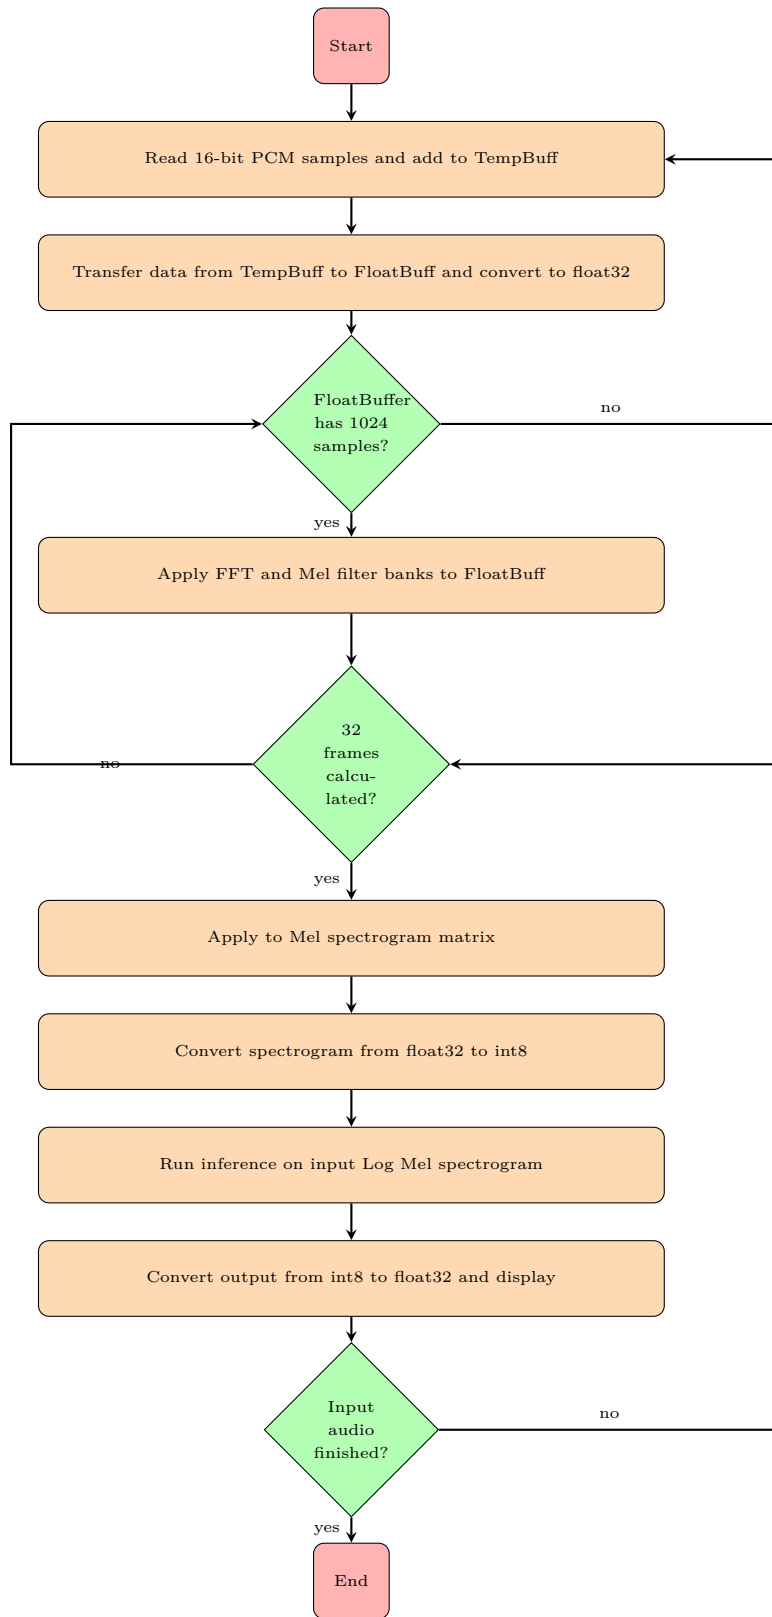 Start
Read 16-bit PCM samples and add to TempBuff
Transfer data from TempBuff to FloatBuff and convert to float32
FloatBuffer
has 1024
samples?
no
yes
Apply FFT and Mel filter banks to FloatBuff
32
frames
calcu-
lated?
no
yes
Apply to Mel spectrogram matrix
Convert spectrogram from float32 to int8
Run inference on input Log Mel spectrogram
Convert output from int8 to float32 and display
Input
audio
finished?
no
yes
End